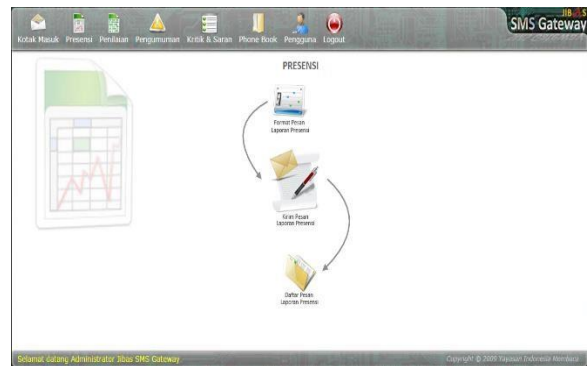 JIBAS
SMS Gateway
Kotak Masuk Presensi Penilaian Pengumuman Kritik & Saran Phone Book Pengguna Logout
PRESENSI
Format Pesan
Laporan Presensi
Kirim Pesan
Laporan Presensi
Daftar Pesan
Laporan Presensi
Selamat datang Administrator Jibas SMS Gateway
Copyright © 2009 Yayasan Indonesia Membaca